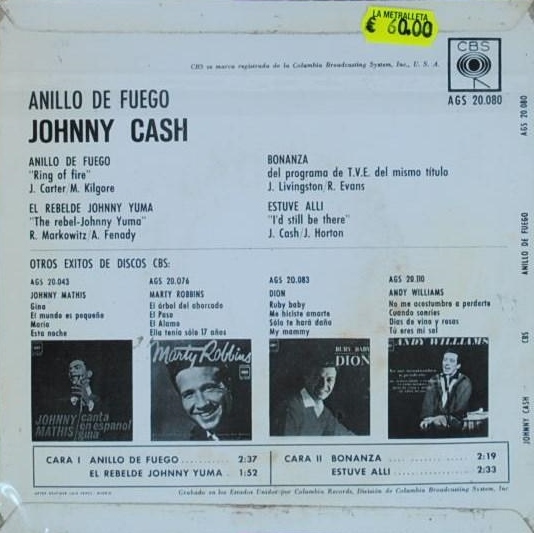 LA METRALLETA
€ 60.00
CBS es marca registrada de la Columbia Broadcasting System, Inc., U. S. A.
CBS
AGS 20.080
ANILLO DE FUEGO
JOHNNY CASH
ANILLO DE FUEGO
"Ring of fire"
J. Carter/M. Kilgore
EL REBELDE JOHNNY YUMA
"The rebel-Johnny Yuma"
R. Markowitz/A. Fenady
BONANZA
del programa de T.V.E. del mismo título
J. Livingston/R. Evans
ESTUVE ALLI
"I'd still be there"
J. Cash/J. Horton
OTROS EXITOS DE DISCOS CBS:
AGS 20.043
JOHNNY MATHIS
Gina
El mundo es pequeño
Maria
Esta noche
AGS 20.076
MARTY ROBBINS
El árbol del ahorcado
El Paso
El Alamo
Ella tenía sólo 17 años
AGS 20.083
DION
Ruby baby
Me hiciste amarte
Sólo te hará daño
My mammy
AGS 20.110
ANDY WILLIAMS
No me acostumbro a perderte
Cuando sonríes
Días de vino y rosas
Tú eres mi sol
JOHNNY MATHIS
canta en español
gina
Marty Robbins
RUBY BABY
DION
ANDY WILLIAMS
CARA I ANILLO DE FUEGO .......... 2:37
EL REBELDE JOHNNY YUMA . 1:52
CARA II BONANZA .................. 2:19
ESTUVE ALLI .............. 2:33
Grabado en los Estados Unidos por Columbia Records, División de Columbia Broadcasting System, Inc.
AGS 20.080
ANILLO DE FUEGO
CBS
JOHNNY CASH